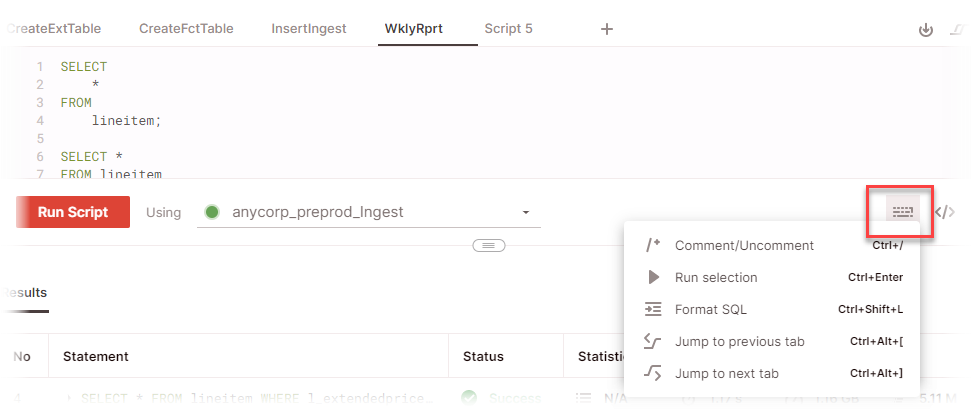 CreateExtTable CreateFctTable InsertIngest WklyRprt Script 5 +
1 SELECT
2 *
3 FROM
4 lineitem;
5
6 SELECT *
7 FROM lineitem
Run Script Using anycorp_preprod_Ingest </>
Comment/Uncomment Ctrl+/
Run selection Ctrl+Enter
Format SQL Ctrl+Shift+L
Jump to previous tab Ctrl+Alt+[
Jump to next tab Ctrl+Alt+]
Results
No Statement Status Statisti
4 SELECT * FROM lineitem WHERE l_extendedprice… Success N/A 5.11 M